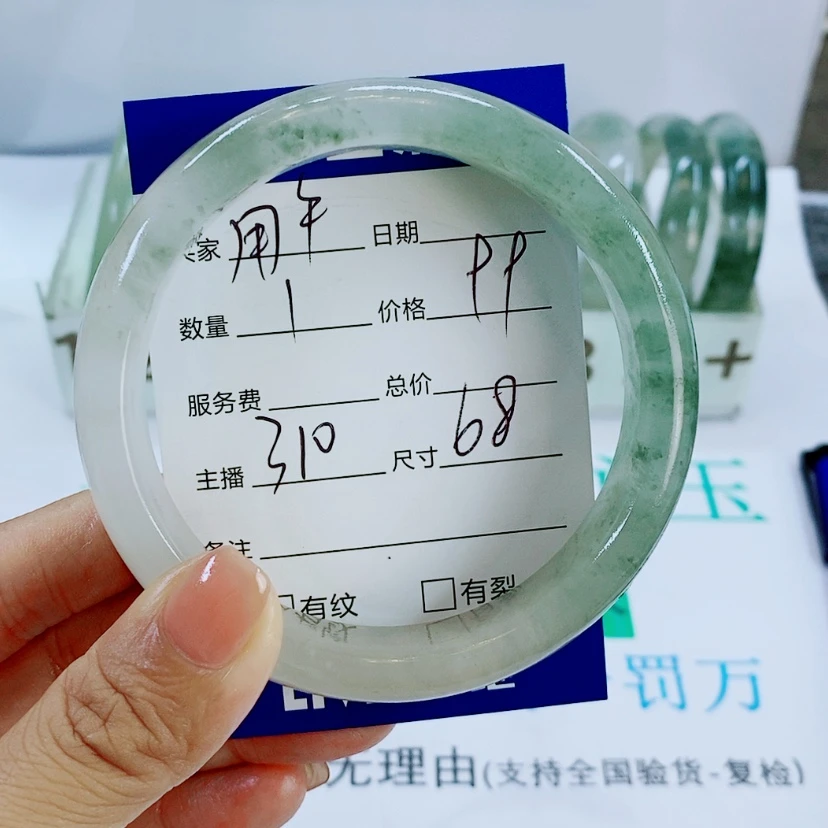 家 用午 日期
数量 1 价格 PP
服务费 总价
主播 310 尺寸 68
备注
有纹 有裂
玉
罚万
无理由(支持全国验货-复检)
+